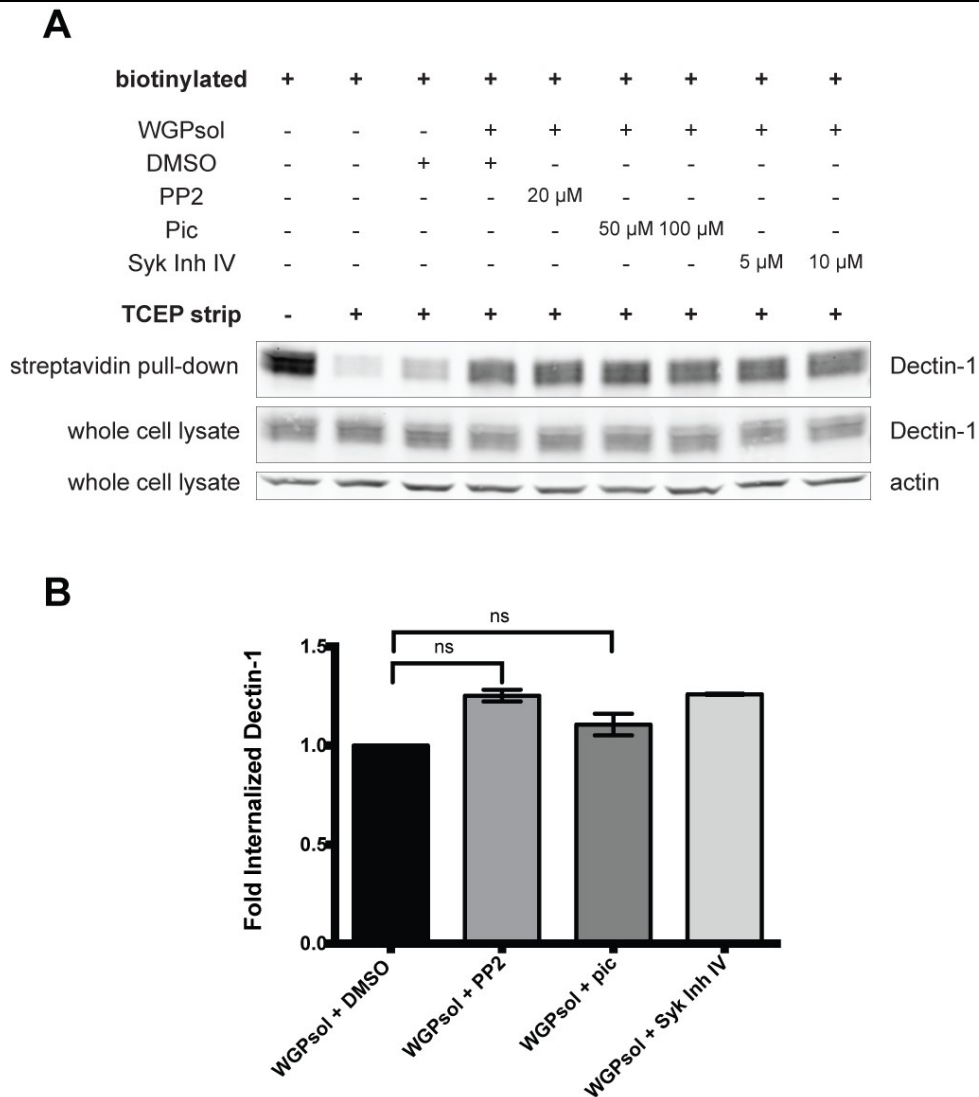 A
biotinylated + + + + + + + + +
WGPsol - - - + + + + + +
DMSO - - + + - - - - -
PP2 - - - - 20 µM - - - -
Pic - - - - - 50 µM 100 µM - -
Syk Inh IV - - - - - - - 5 µM 10 µM
TCEP strip - + + + + + + + +
streptavidin pull-down Dectin-1
whole cell lysate Dectin-1
whole cell lysate actin
B
ns
ns
Fold Internalized Dectin-1
1.5
1.0
0.5
0.0
WGPsol + DMSO
WGPsol + PP2
WGPsol + pic
WGPsol + Syk Inh IV